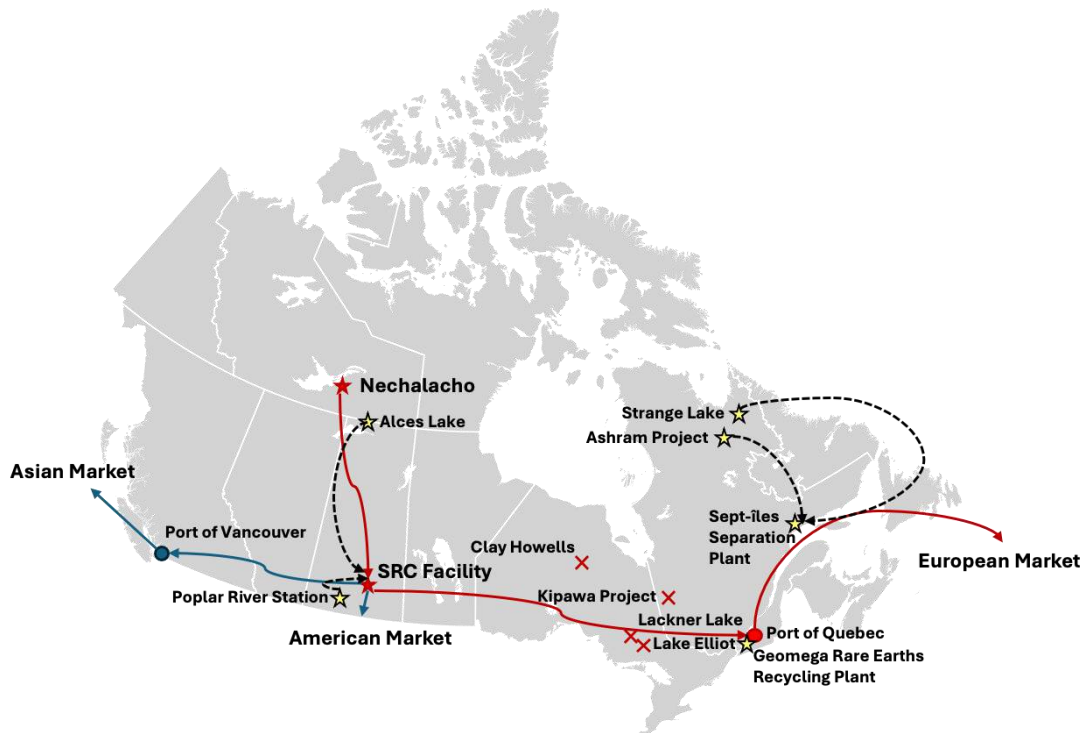 Nechalacho
Alces Lake
Strange Lake
Ashram Project
Asian Market
Port of Vancouver
Sept-îles
Separation
Plant
Clay Howells
European Market
SRC Facility
Poplar River Station
Kipawa Project
Lackner Lake
American Market
Lake Elliot
Port of Quebec
Geomega Rare Earths
Recycling Plant